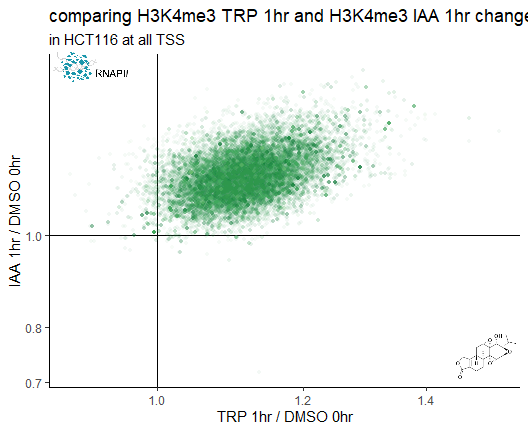 comparing H3K4me3 TRP 1hr and H3K4me3 IAA 1hr change
in HCT116 at all TSS
RNAPII
IAA 1hr / DMSO 0hr
1.0
0.8
0.7
1.0
1.2
1.4
TRP 1hr / DMSO 0hr
OH
O
O
O
O
O